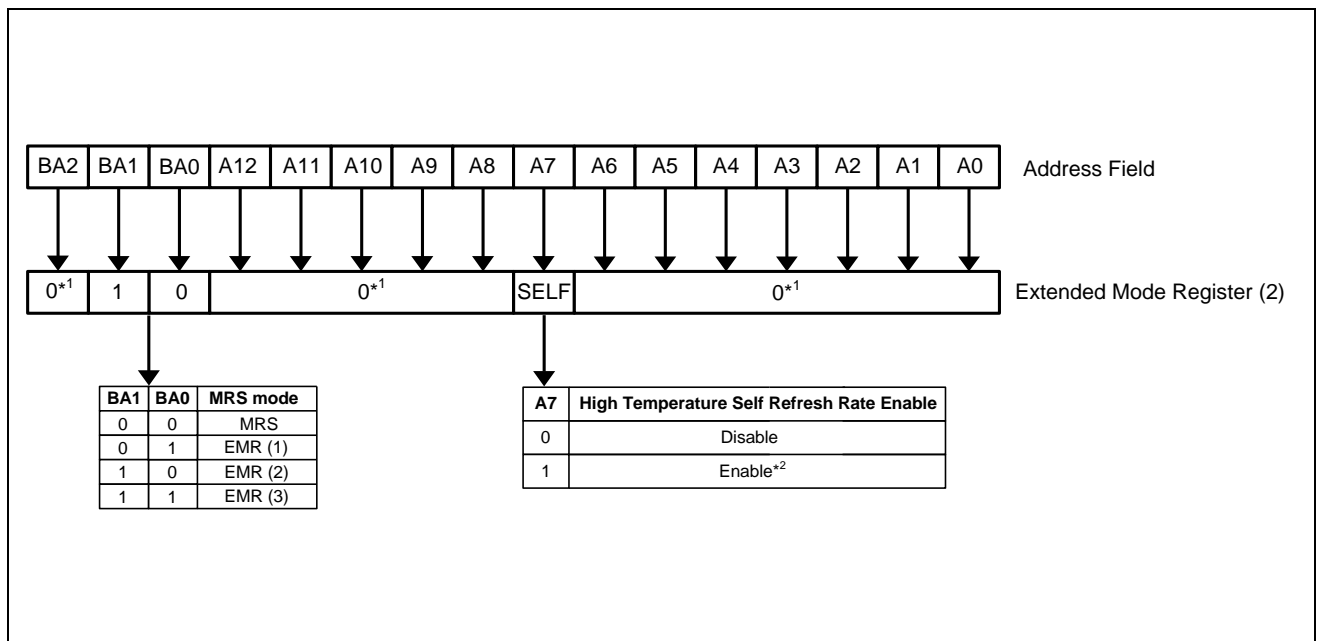 BA2 BA1 BA0 A12 A11 A10 A9 A8 A7 A6 A5 A4 A3 A2 A1 A0 Address Field
0*1 1 0 0*1 SELF 0*1 Extended Mode Register (2)
BA1 BA0 MRS mode
0 0 MRS
0 1 EMR (1)
1 0 EMR (2)
1 1 EMR (3)
A7 High Temperature Self Refresh Rate Enable
0 Disable
1 Enable*2